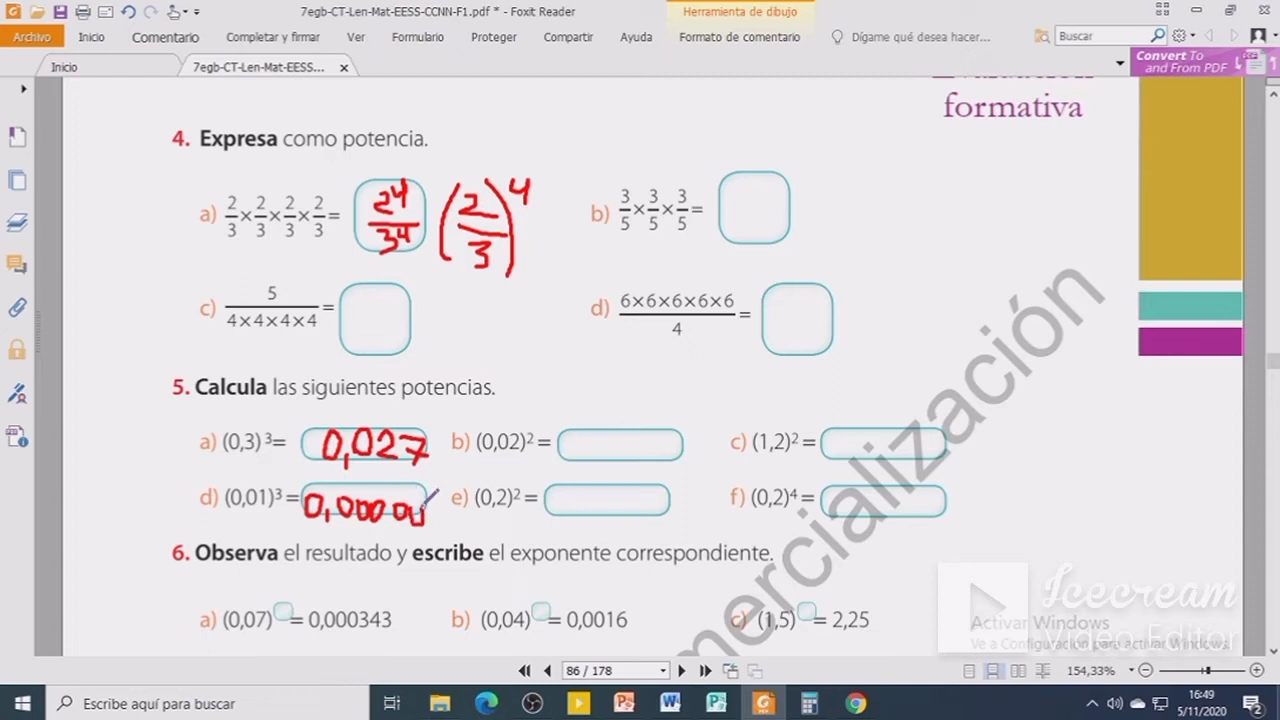 7egb-CT-Len-Mat-EESS-CCNN-F1.pdf * - Foxit Reader
Herramienta de dibujo
Archivo Inicio Comentario Completar y firmar Ver Formulario Proteger Compartir Ayuda Formato de comentario Dígame qué desea hacer... Buscar
Inicio 7egb-CT-Len-Mat-EESS... Convert To
and From PDF
formativa
4. Expresa como potencia.
a) 2/3 × 2/3 × 2/3 × 2/3 = 2^4/3^4 (2/3)^4 b) 3/5 × 3/5 × 3/5 =
c) 5/(4×4×4×4) = d) (6×6×6×6×6)/4 =
5. Calcula las siguientes potencias.
a) (0,3)³= 0,027 b) (0,02)² = c) (1,2)² =
d) (0,01)³ = 0,00000 e) (0,2)² = f) (0,2)⁴ =
6. Observa el resultado y escribe el exponente correspondiente.
a) (0,07) = 0,000343 b) (0,04) = 0,0016 c) (1,5) = 2,25
mercialización
Icecream
Video Editor
Activar Windows
Ve a Configuración para activar Windows.
86 / 178 154,33%
Escribe aquí para buscar 16:49
5/11/2020
2